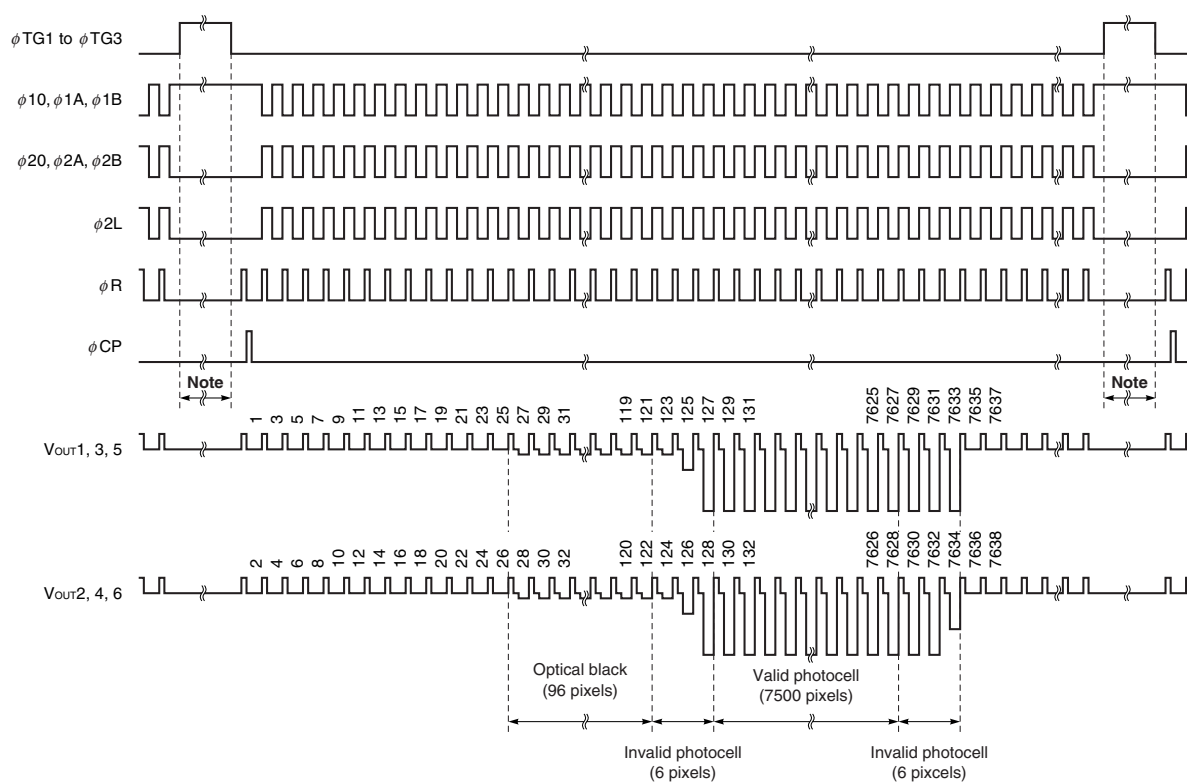 ϕTG1 to ϕTG3
ϕ10, ϕ1A, ϕ1B
ϕ20, ϕ2A, ϕ2B
ϕ2L
ϕR
ϕCP
Note
Note
VOUT1, 3, 5
1 3 5 7 9 11 13 15 17 19 21 23 25 27 29 31 119 121 123 125 127 129 131 7625 7627 7629 7631 7633 7635 7637
VOUT2, 4, 6
2 4 6 8 10 12 14 16 18 20 22 24 26 28 30 32 120 122 124 126 128 130 132 7626 7628 7630 7632 7634 7636 7638
Optical black
(96 pixels)
Valid photocell
(7500 pixels)
Invalid photocell
(6 pixcels)
Invalid photocell
(6 pixcels)